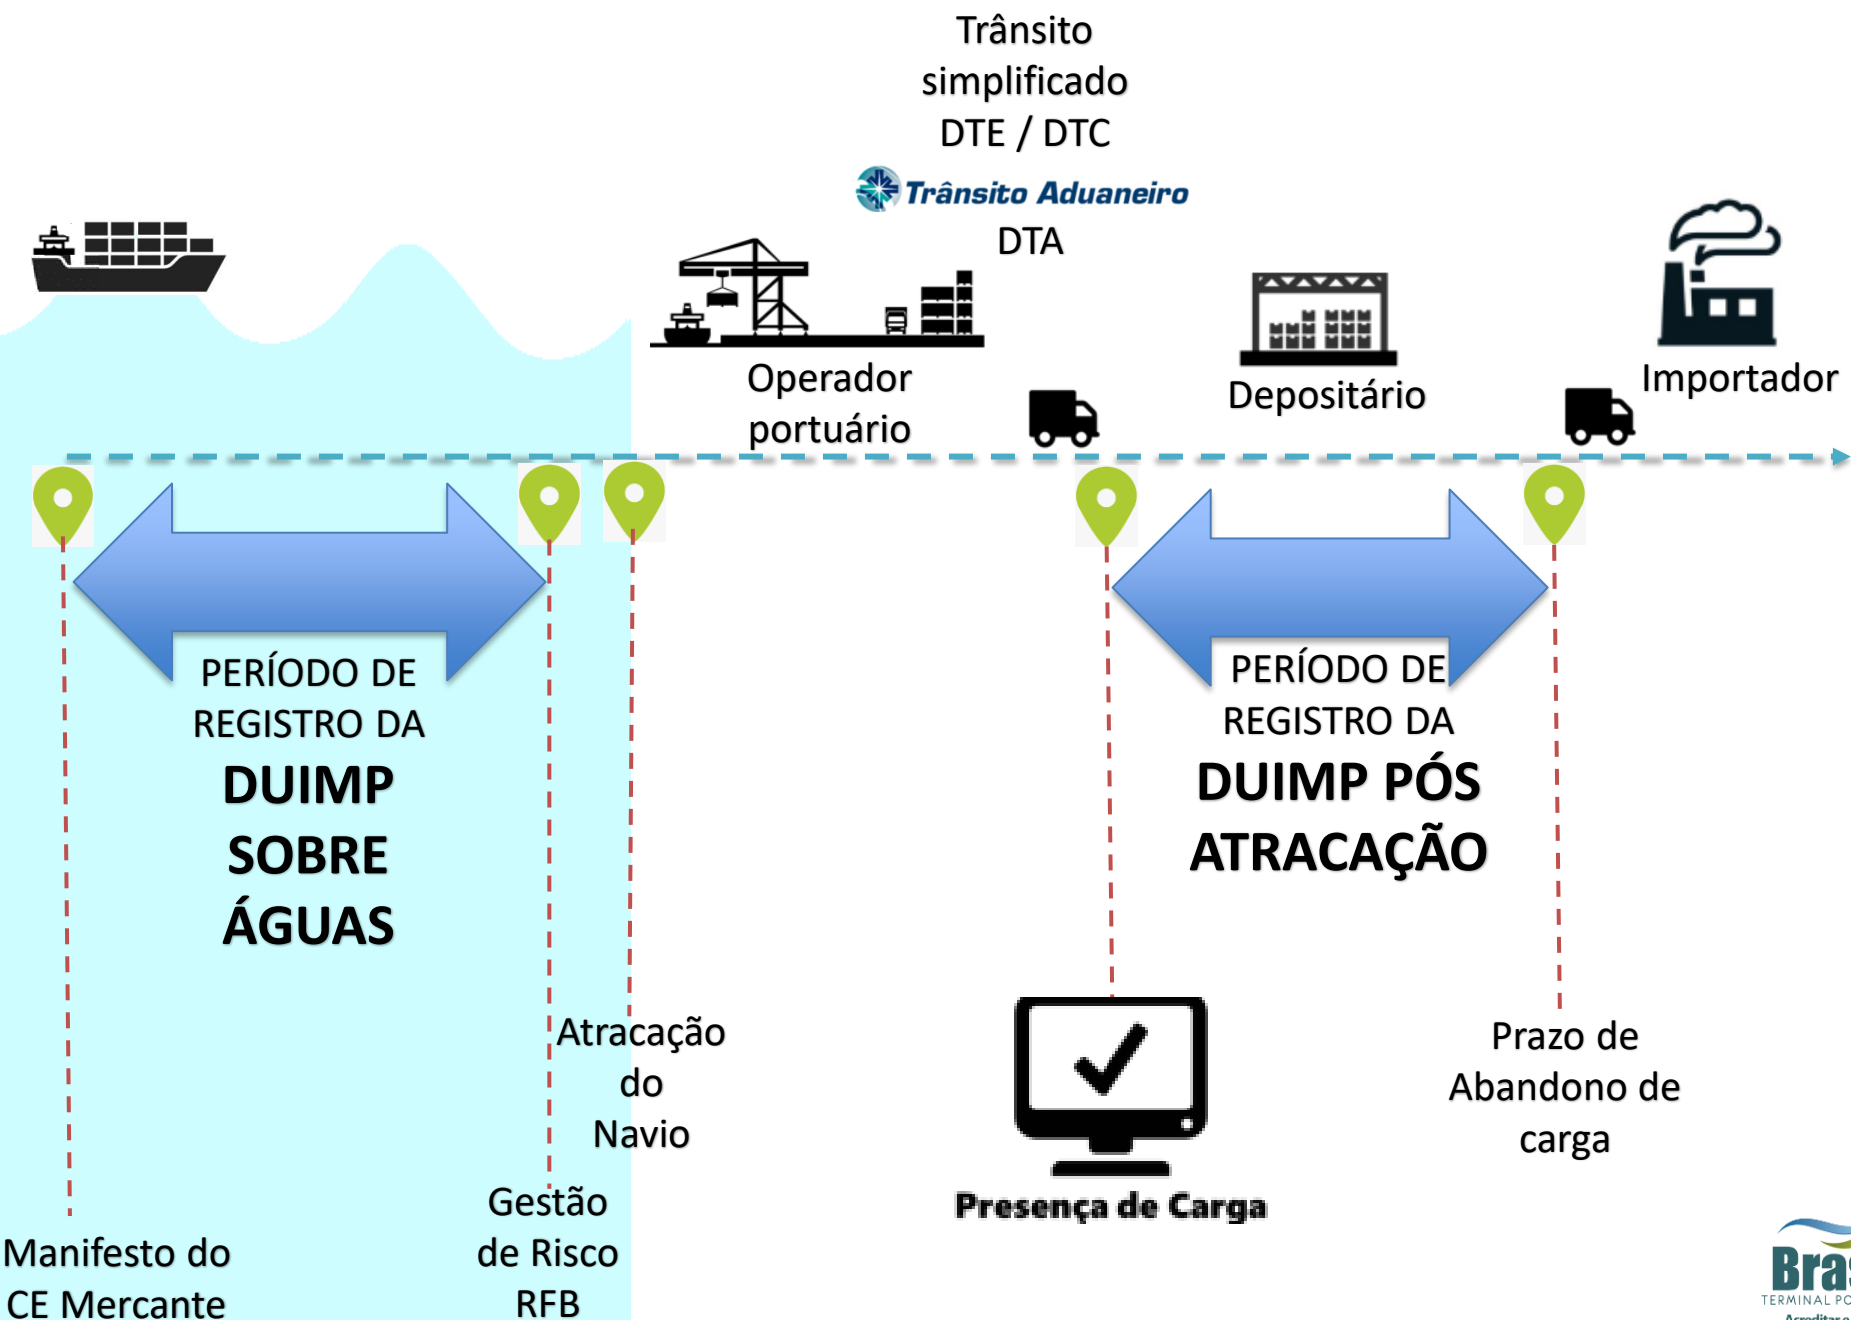 Trânsito
simplificado
DTE / DTC
Trânsito Aduaneiro
DTA
Operador
portuário
Depositário
Importador
PERÍODO DE
REGISTRO DA
DUIMP
SOBRE
ÁGUAS
PERÍODO DE
REGISTRO DA
DUIMP PÓS
ATRACAÇÃO
Atracação
do
Navio
Gestão
de Risco
RFB
Manifesto do
CE Mercante
Presença de Carga
Prazo de
Abandono de
carga
TERMINAL